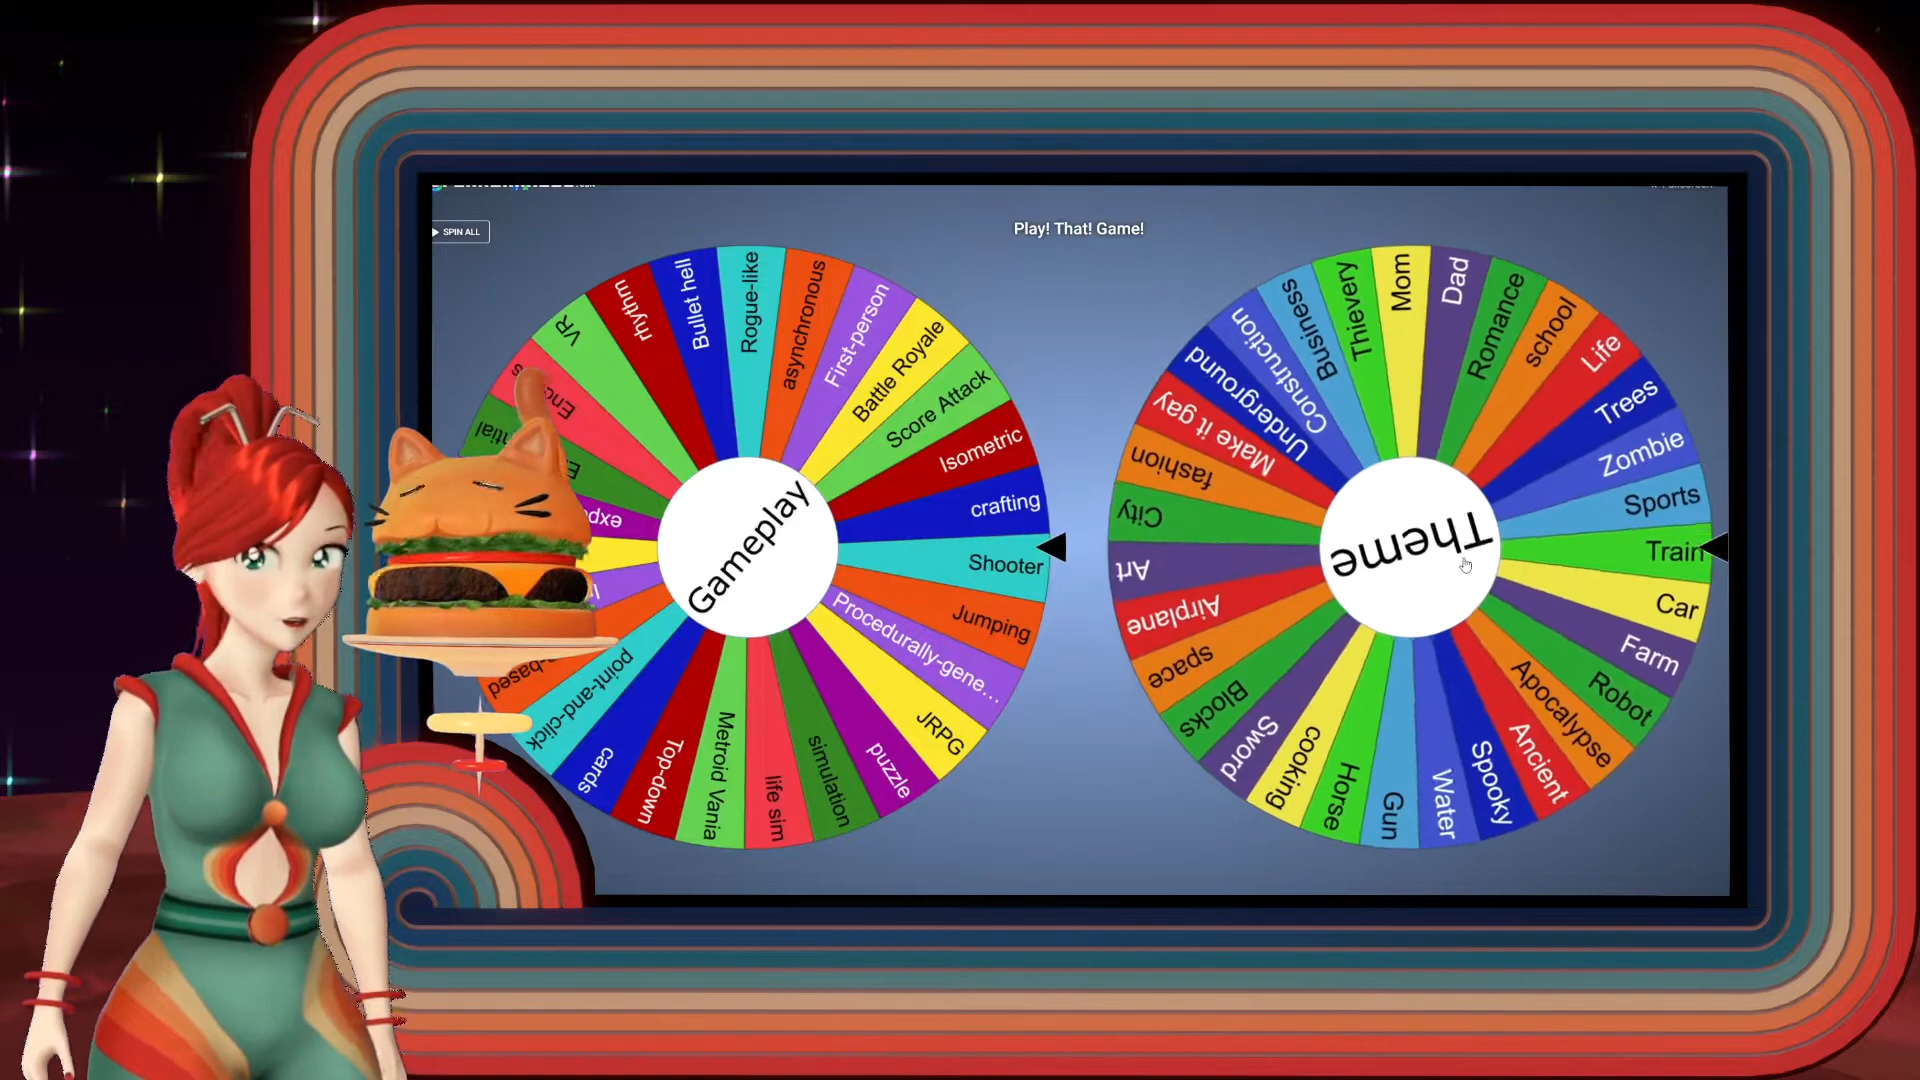 SPIN ALL
Play! That! Game!
Gameplay
Rogue-like
asynchronous
First-person
Battle Royale
Score Attack
Isometric
crafting
Shooter
Jumping
Procedurally-gene...
JRPG
puzzle
simulation
life sim
Metroid Vania
Top-down
cards
point-and-click
VR
rhythm
Bullet hell
Theme
Mom
Dad
Romance
school
Life
Trees
Zombie
Sports
Train
Car
Farm
Robot
Apocalypse
Ancient
Spooky
Water
Gun
Horse
cooking
Sword
Blocks
space
Airplane
Art
City
fashion
Make it gay
Underground
Construction
Business
Thievery